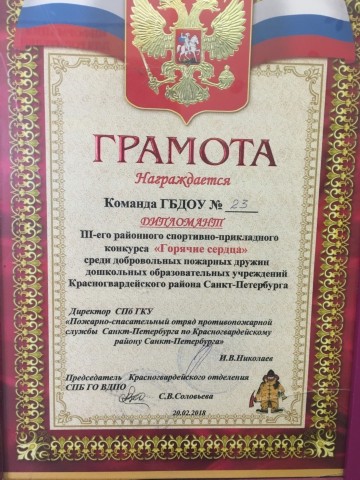 ГРАМОТА
Награждается
Команда ГБДОУ № 23
ДИПЛОМАНТ
III-его районного спортивно-прикладного
конкурса «Горячие сердца»
среди добровольных пожарных дружин
дошкольных образовательных учреждений
Красногвардейского района Санкт-Петербурга
Директор СПб ГКУ
«Пожарно-спасательный отряд противопожарной
службы Санкт-Петербурга по Красногвардейскому
району Санкт-Петербурга»
И.В.Николаев
Председатель Красногвардейского отделения
СПБ ГО ВДПО
С.В.Соловьева
20.02.2018